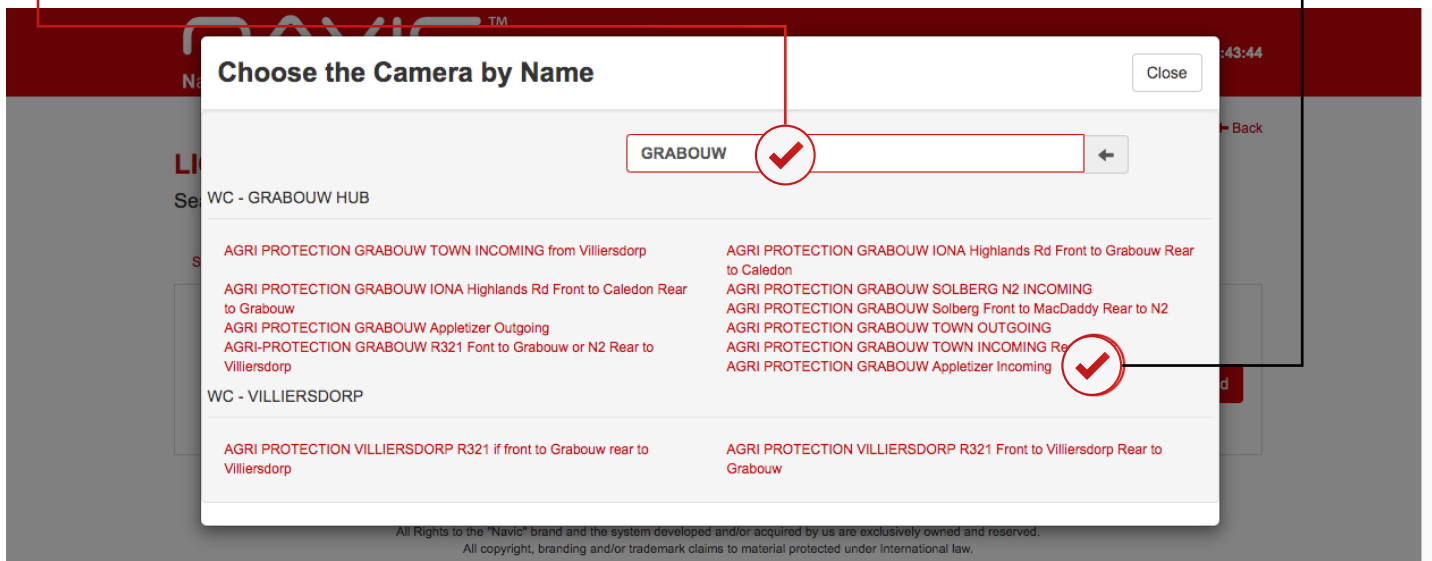 NAVIC™
:43:44
Na
Choose the Camera by Name
Close
Back
GRABOUW
LI
Se
WC - GRABOUW HUB
S
AGRI PROTECTION GRABOUW TOWN INCOMING from Villiersdorp
AGRI PROTECTION GRABOUW IONA Highlands Rd Front to Grabouw Rear
to Caledon
AGRI PROTECTION GRABOUW IONA Highlands Rd Front to Caledon Rear
to Grabouw
AGRI PROTECTION GRABOUW SOLBERG N2 INCOMING
AGRI PROTECTION GRABOUW Solberg Front to MacDaddy Rear to N2
AGRI PROTECTION GRABOUW Appletizer Outgoing
AGRI PROTECTION GRABOUW TOWN OUTGOING
AGRI-PROTECTION GRABOUW R321 Font to Grabouw or N2 Rear to
Villiersdorp
AGRI PROTECTION GRABOUW TOWN INCOMING Re
AGRI PROTECTION GRABOUW Appletizer Incoming
d
WC - VILLIERSDORP
AGRI PROTECTION VILLIERSDORP R321 if front to Grabouw rear to
Villiersdorp
AGRI PROTECTION VILLIERSDORP R321 Front to Villiersdorp Rear to
Grabouw
All Rights to the "Navic" brand and the system developed and/or acquired by us are exclusively owned and reserved.
All copyright, branding and/or trademark claims to material protected under International law.